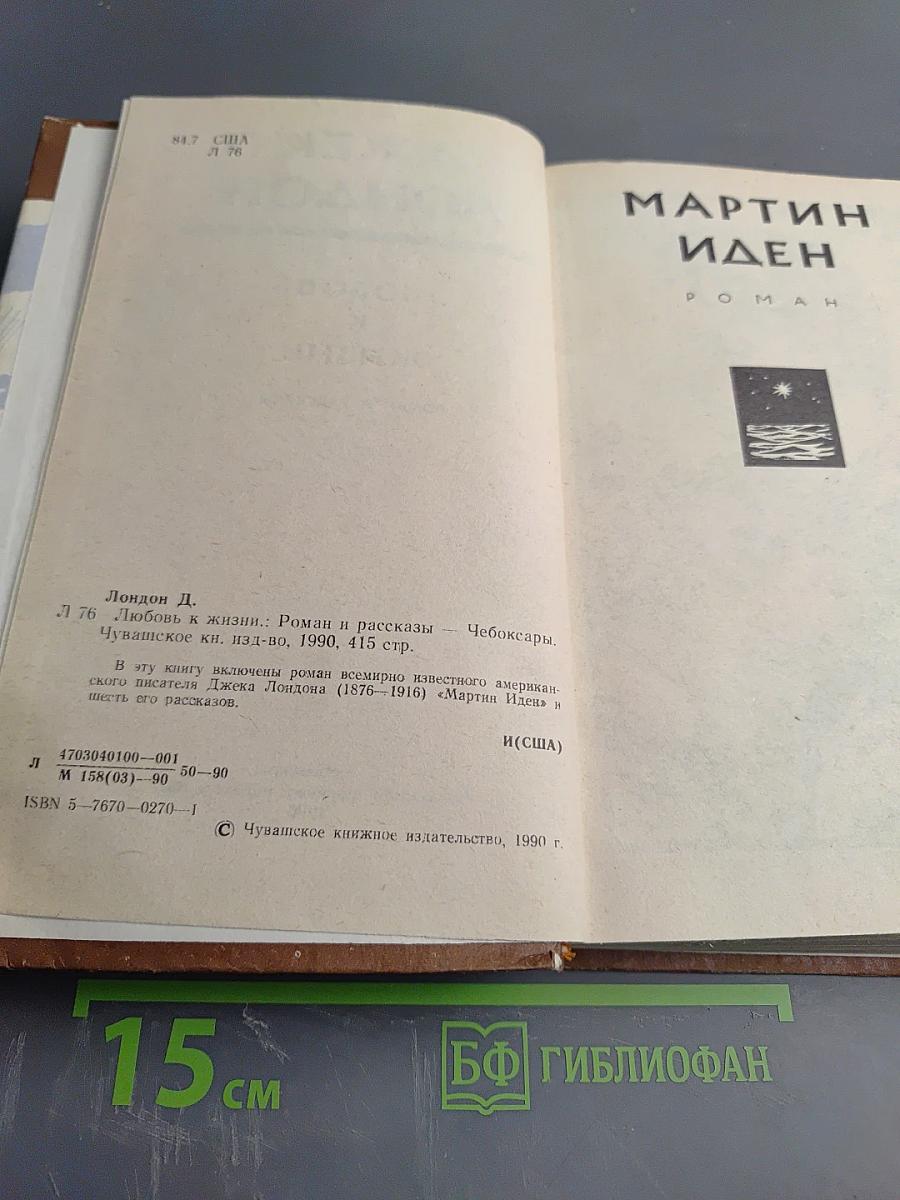 84.7 США
Л 76
Лондон Д.
Л 76 Любовь к жизни.: Роман и рассказы — Чебоксары.
Чувашское кн. изд-во, 1990, 415 стр.
В эту книгу включены роман всемирно известного американ-
ского писателя Джека Лондона (1876—1916) «Мартин Иден» и
шесть его рассказов.
И(США)
Л 4703040100—001
М 158(03)—90 50—90
ISBN 5—7670—0270—1
© Чувашское книжное издательство, 1990 г.
МАРТИН
ИДЕН
РОМАН
15 см
БФ ГИБЛИОФАН